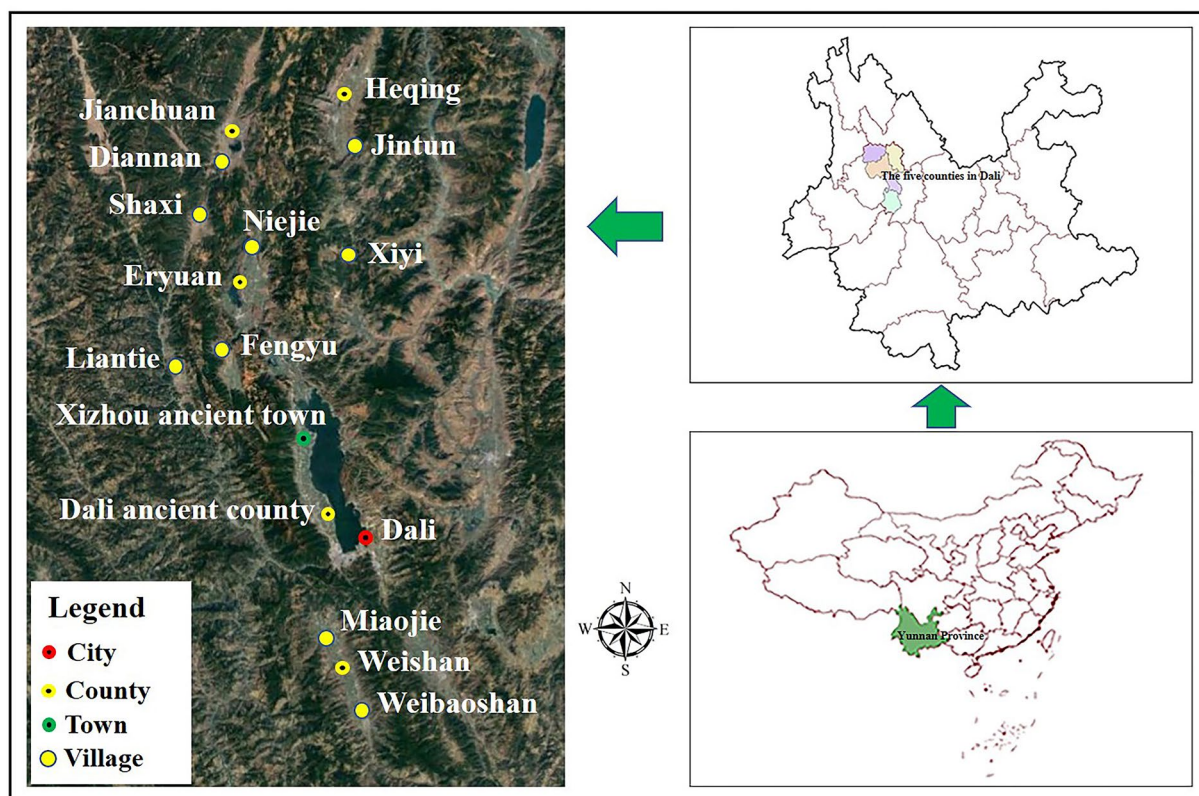 Heqing
Jianchuan
Jintun
Diannan
Shaxi
Niejie
Xiyi
Eryuan
Fengyu
Liantie
Xizhou ancient town
Dali ancient county
Dali
Miaojie
Weishan
Weibaoshan
Legend
City
County
Town
Village
N
W
E
S
The five counties in Dali
Yunnan Province